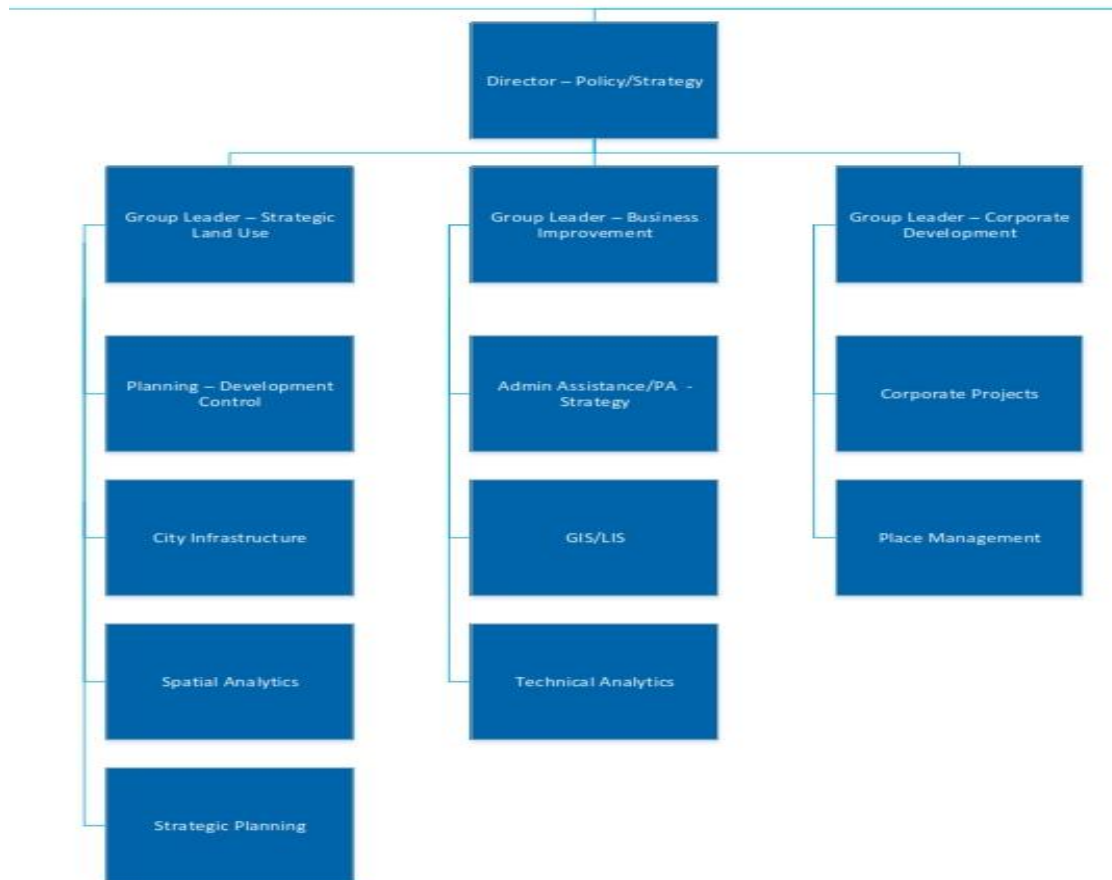 Director – Policy/Strategy
Group Leader – Strategic
Land Use
Group Leader – Business
Improvement
Group Leader – Corporate
Development
Planning – Development
Control
Admin Assistance/PA  -
Strategy
Corporate Projects
City Infrastructure
GIS/LIS
Place Management
Spatial Analytics
Technical Analytics
Strategic Planning